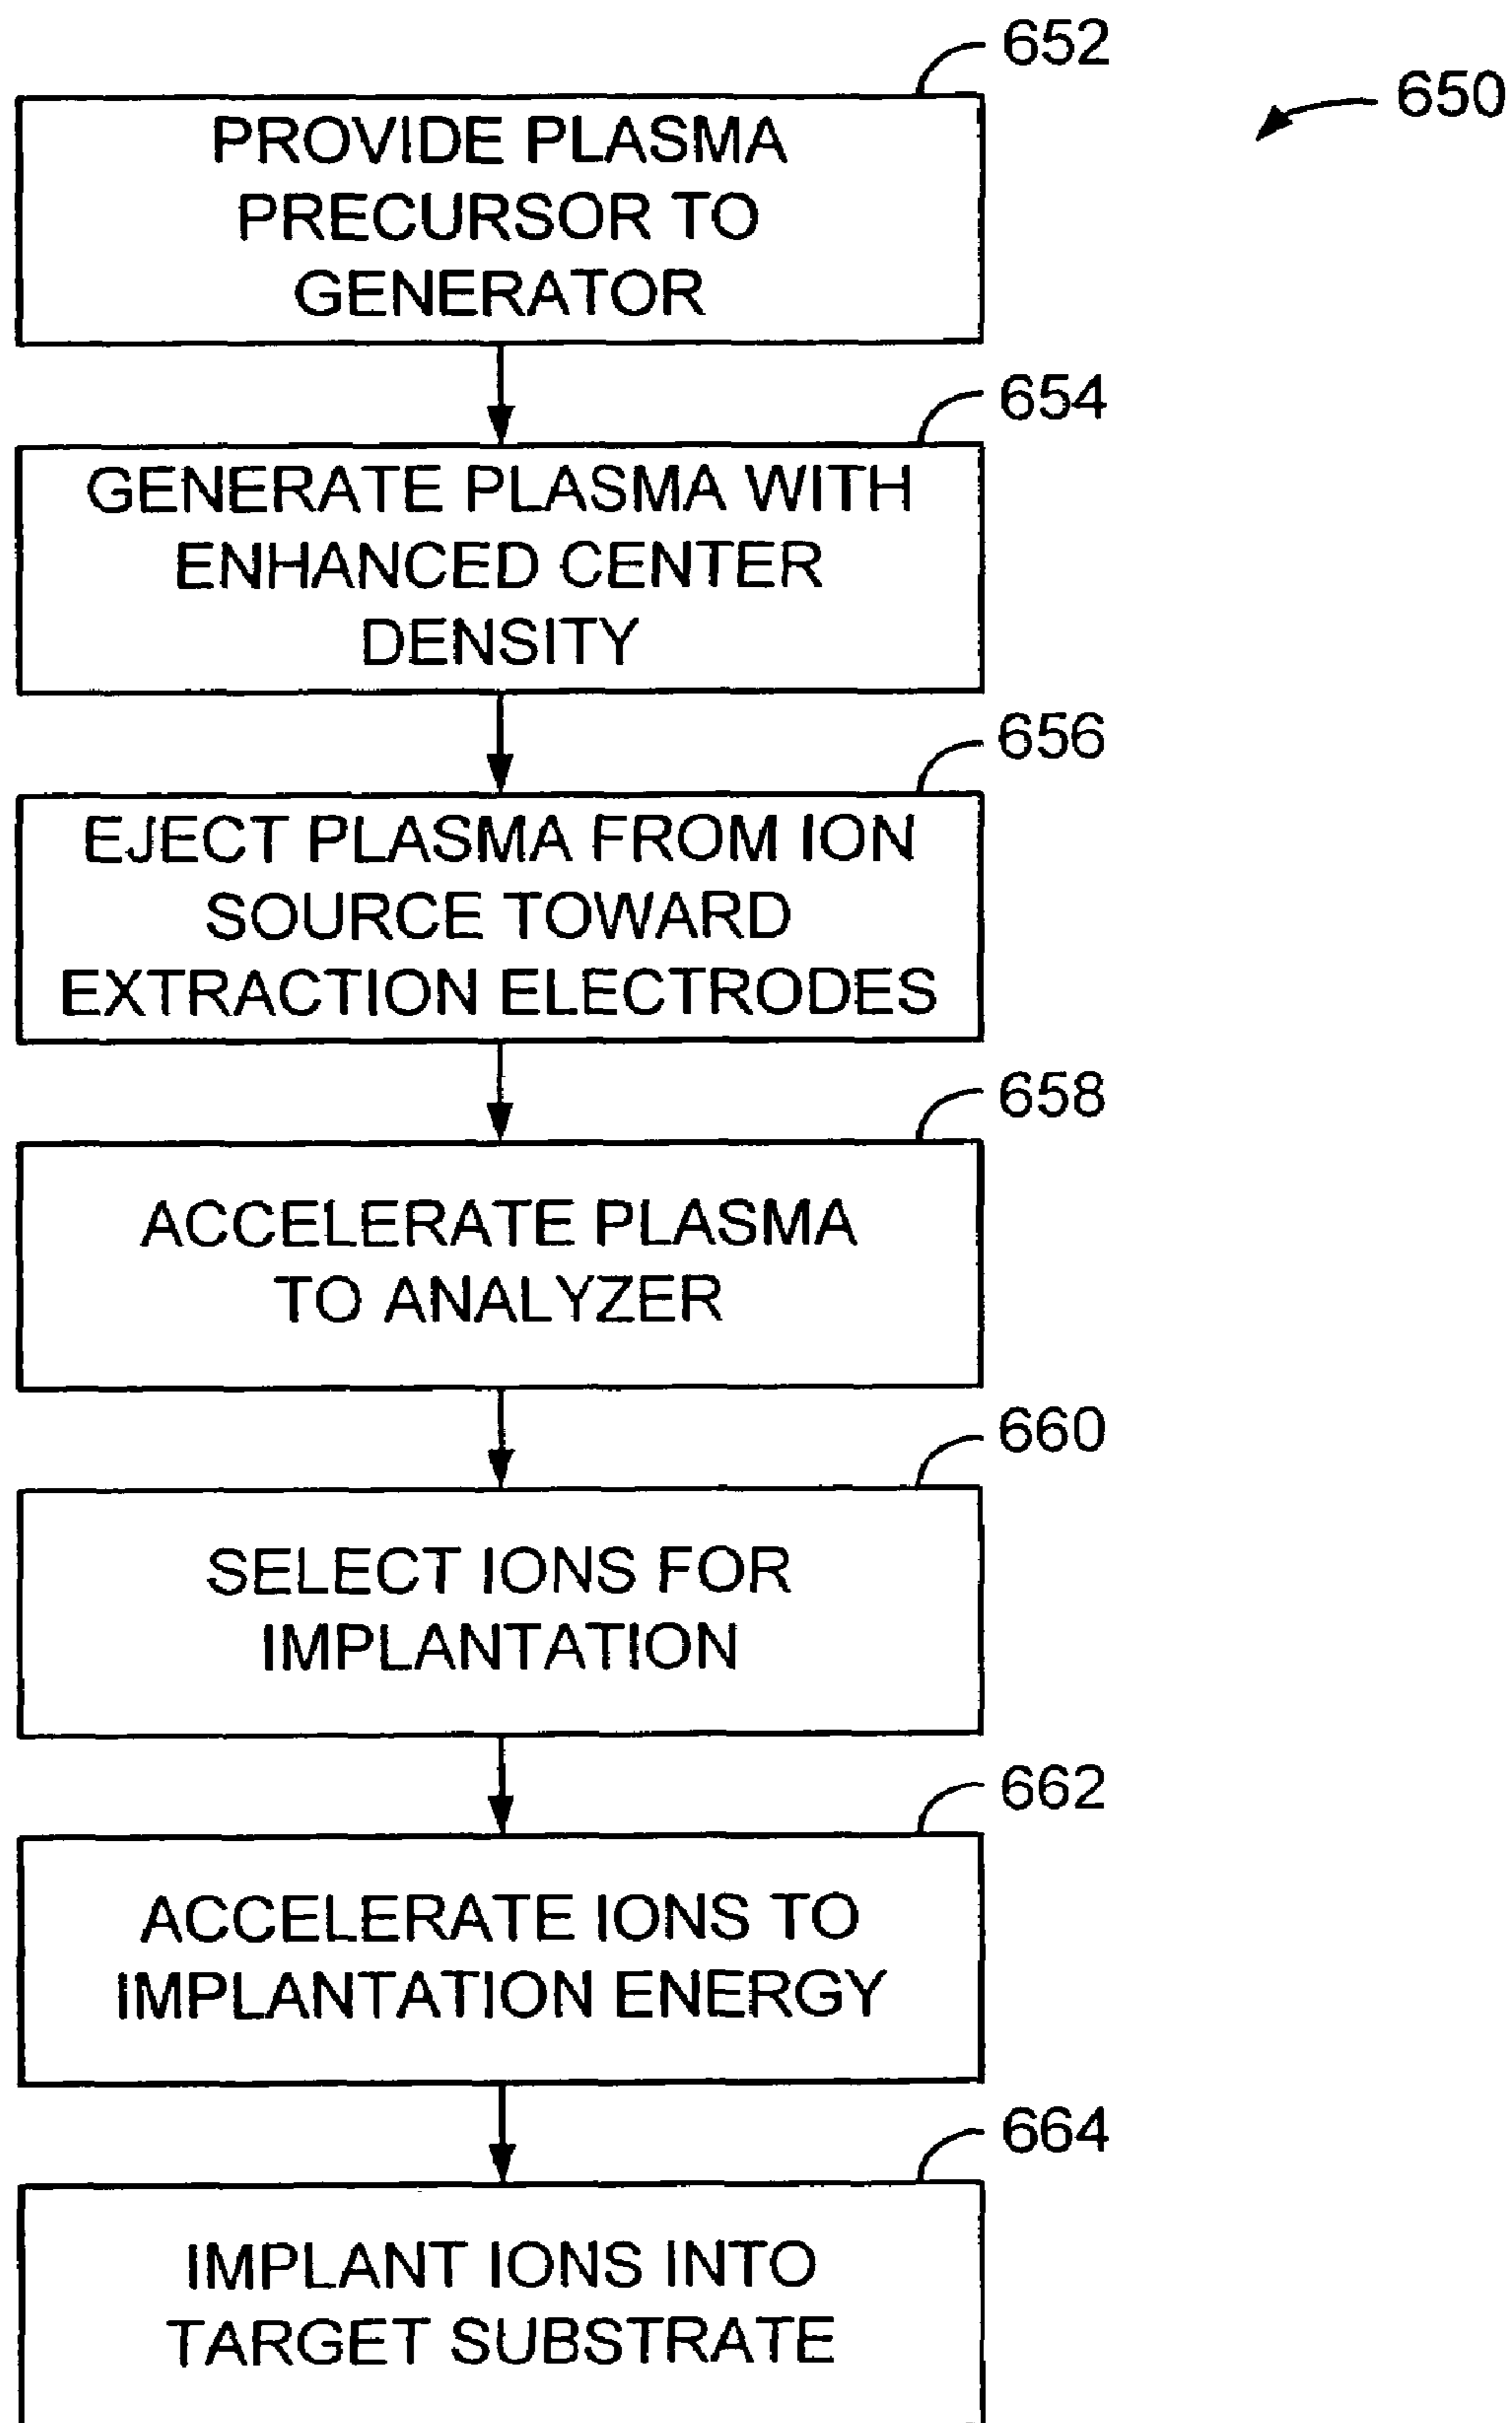 652
650
PROVIDE PLASMA
PRECURSOR TO
GENERATOR
654
GENERATE PLASMA WITH
ENHANCED CENTER
DENSITY
656
EJECT PLASMA FROM ION
SOURCE TOWARD
EXTRACTION ELECTRODES
658
ACCELERATE PLASMA
TO ANALYZER
660
SELECT IONS FOR
IMPLANTATION
662
ACCELERATE IONS TO
IMPLANTATION ENERGY
664
IMPLANT IONS INTO
TARGET SUBSTRATE